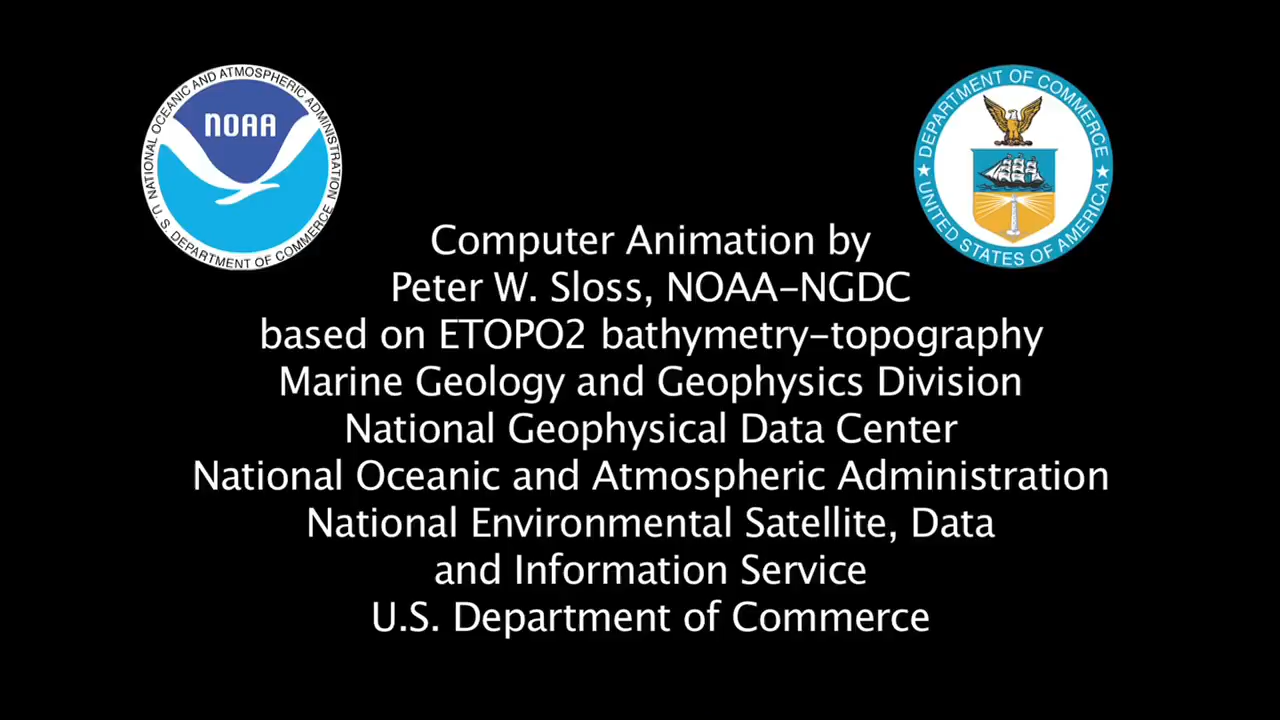 NATIONAL OCEANIC AND ATMOSPHERIC ADMINISTRATION
U.S. DEPARTMENT OF COMMERCE
NOAA
DEPARTMENT OF COMMERCE
UNITED STATES OF AMERICA
Computer Animation by
Peter W. Sloss, NOAA-NGDC
based on ETOPO2 bathymetry-topography
Marine Geology and Geophysics Division
National Geophysical Data Center
National Oceanic and Atmospheric Administration
National Environmental Satellite, Data
and Information Service
U.S. Department of Commerce